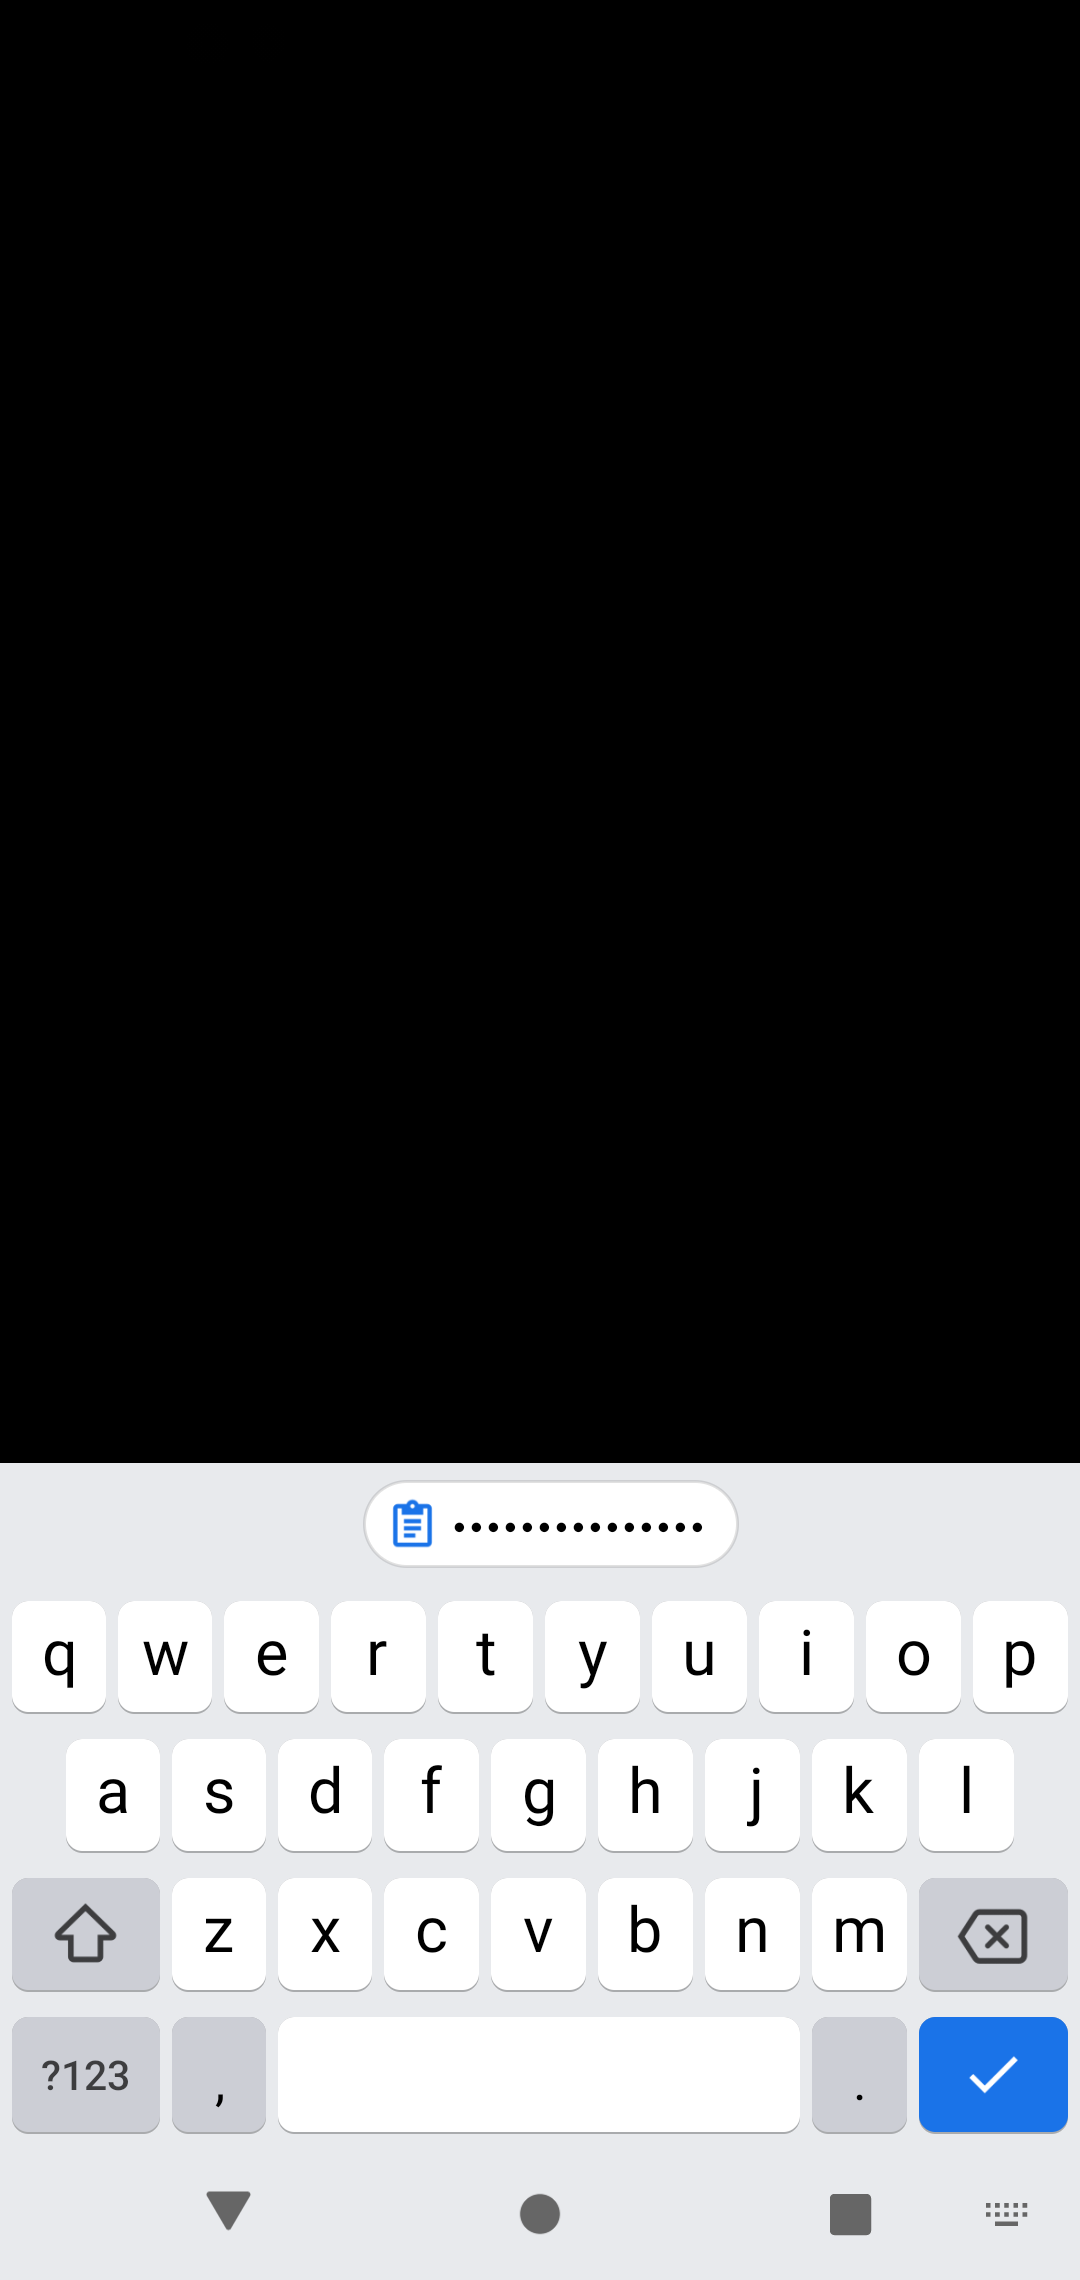 •••••••••••••••
q w e r t y u i o p
a s d f g h j k l
z x c v b n m
?123 , .